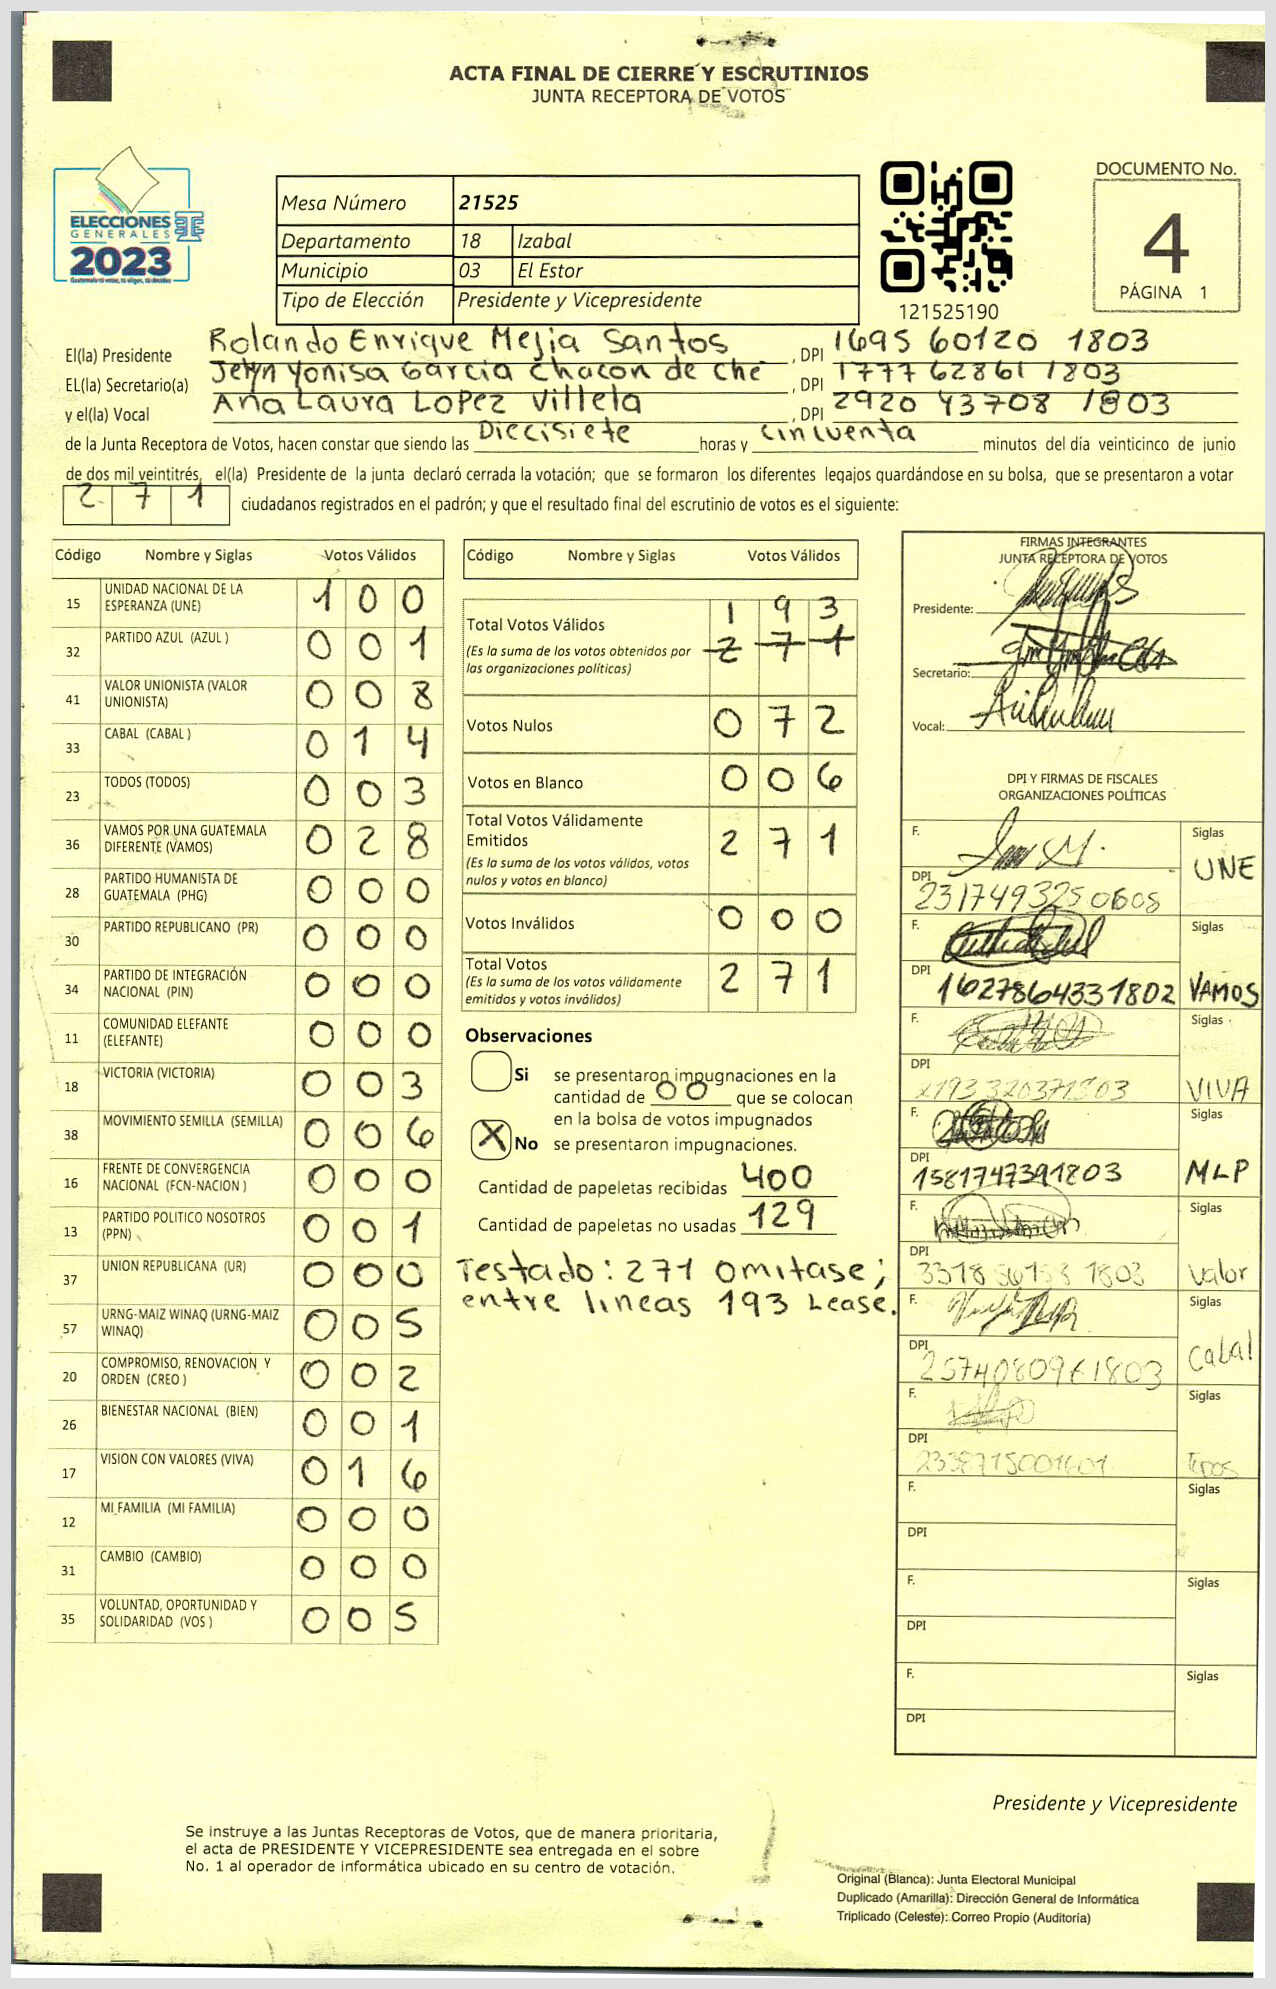 ACTA FINAL DE CIERRE Y ESCRUTINIOS
JUNTA RECEPTORA DE VOTOS
ELECCIONES
GENERALES
2023
Mesa Número 21525
Departamento 18 Izabal
Municipio 03 El Estor
Tipo de Elección Presidente y Vicepresidente
121525190
DOCUMENTO No.
4
PÁGINA 1
El(la) Presidente Rolando Enrique Mejia Santos, DPI 1695 60120 1803
EL(la) Secretario(a) Jelyn Yonisa Garcia Chacon de Che, DPI 1777 62861 1803
y el(la) Vocal Ana Laura Lopez Villela, DPI 2920 43708 1803
de la Junta Receptora de Votos, hacen constar que siendo las Diecisiete horas y cincuenta minutos del día veinticinco de junio
de dos mil veintitrés, el(la) Presidente de la junta declaró cerrada la votación; que se formaron los diferentes legajos guardándose en su bolsa, que se presentaron a votar
2 7 1 ciudadanos registrados en el padrón; y que el resultado final del escrutinio de votos es el siguiente:
Código Nombre y Siglas Votos Válidos
15 UNIDAD NACIONAL DE LA ESPERANZA (UNE) 1 0 0
32 PARTIDO AZUL (AZUL ) 0 0 1
41 VALOR UNIONISTA (VALOR UNIONISTA) 0 0 8
33 CABAL (CABAL ) 0 1 4
23 TODOS (TODOS) 0 0 3
36 VAMOS POR UNA GUATEMALA DIFERENTE (VAMOS) 0 2 8
28 PARTIDO HUMANISTA DE GUATEMALA (PHG) 0 0 0
30 PARTIDO REPUBLICANO (PR) 0 0 0
34 PARTIDO DE INTEGRACIÓN NACIONAL (PIN) 0 0 0
11 COMUNIDAD ELEFANTE (ELEFANTE) 0 0 0
18 VICTORIA (VICTORIA) 0 0 3
38 MOVIMIENTO SEMILLA (SEMILLA) 0 0 6
16 FRENTE DE CONVERGENCIA NACIONAL (FCN-NACION ) 0 0 0
13 PARTIDO POLITICO NOSOTROS (PPN) 0 0 1
37 UNION REPUBLICANA (UR) 0 0 0
57 URNG-MAIZ WINAQ (URNG-MAIZ WINAQ) 0 0 5
20 COMPROMISO, RENOVACION Y ORDEN (CREO ) 0 0 2
26 BIENESTAR NACIONAL (BIEN) 0 0 1
17 VISION CON VALORES (VIVA) 0 1 6
12 MI FAMILIA (MI FAMILIA) 0 0 0
31 CAMBIO (CAMBIO) 0 0 0
35 VOLUNTAD, OPORTUNIDAD Y SOLIDARIDAD (VOS ) 0 0 5
Código Nombre y Siglas Votos Válidos
1 9 3
Total Votos Válidos 2 7 1
(Es la suma de los votos obtenidos por
las organizaciones políticas)
Votos Nulos 0 7 2
Votos en Blanco 0 0 6
Total Votos Válidamente
Emitidos 2 7 1
(Es la suma de los votos válidos, votos
nulos y votos en blanco)
Votos Inválidos 0 0 0
Total Votos 2 7 1
(Es la suma de los votos válidamente
emitidos y votos inválidos)
Observaciones
Si se presentaron impugnaciones en la
cantidad de 00 que se colocan
en la bolsa de votos impugnados
X No se presentaron impugnaciones.
Cantidad de papeletas recibidas 400
Cantidad de papeletas no usadas 129
Testado: 271 omitase;
entre lineas 193 Lease.
FIRMAS INTEGRANTES
JUNTA RECEPTORA DE VOTOS
Presidente:
Secretario:
Vocal:
DPI Y FIRMAS DE FISCALES
ORGANIZACIONES POLÍTICAS
F. Siglas
UNE
DPI 231749325 0608
F. Siglas
DPI 1627864331802 VAMOS
F. Siglas
DPI VIVA
F. Siglas
DPI 1581747391803 MLP
F. Siglas
DPI Valor
F. Siglas
DPI 2574080961803 Cabal
F. Siglas
DPI Todos
F. Siglas
DPI
F. Siglas
DPI
F. Siglas
DPI
Presidente y Vicepresidente
Se instruye a las Juntas Receptoras de Votos, que de manera prioritaria,
el acta de PRESIDENTE Y VICEPRESIDENTE sea entregada en el sobre
No. 1 al operador de informática ubicado en su centro de votación.
Original (Blanca): Junta Electoral Municipal
Duplicado (Amarilla): Dirección General de Informática
Triplicado (Celeste): Correo Propio (Auditoría)